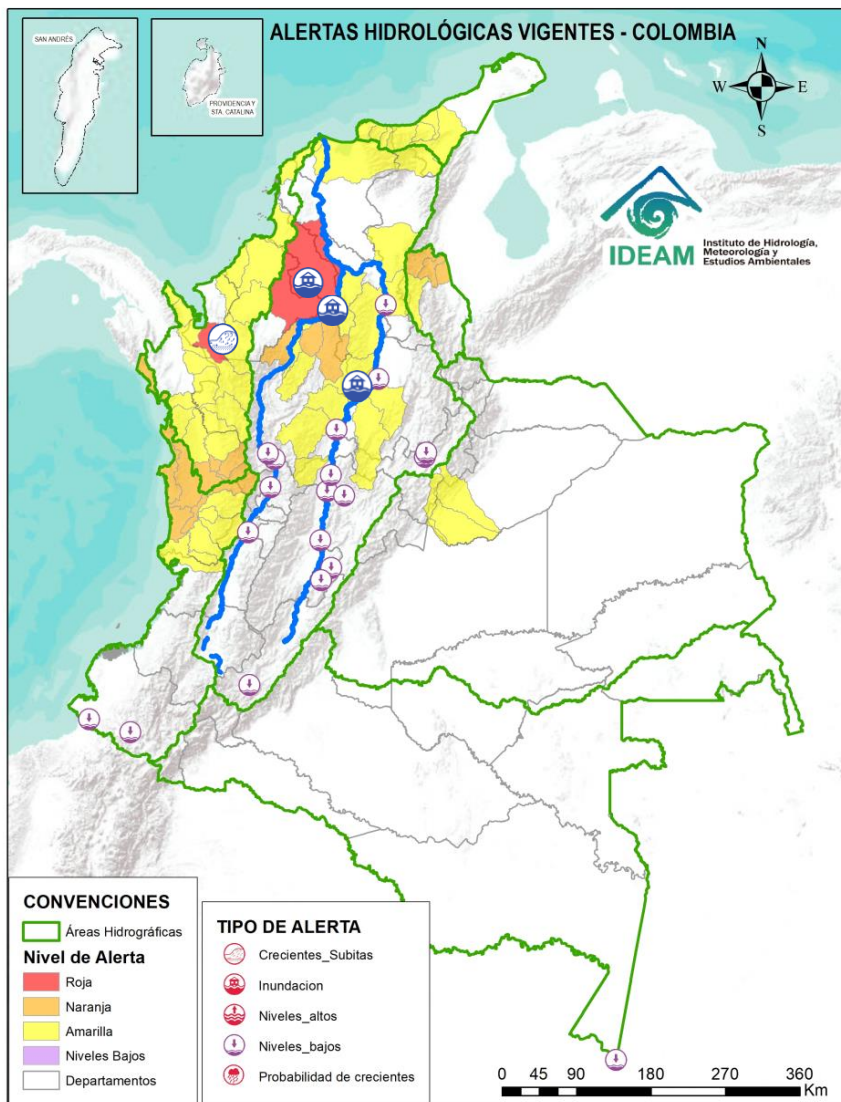 ALERTAS HIDROLÓGICAS VIGENTES - COLOMBIA
SAN ANDRÉS
PROVIDENCIA Y
STA. CATALINA
N
W
E
S
IDEAM
Instituto de Hidrología,
Meteorología y
Estudios Ambientales
CONVENCIONES
Áreas Hidrográficas
Nivel de Alerta
Roja
Naranja
Amarilla
Niveles Bajos
Departamentos
TIPO DE ALERTA
Crecientes_Subitas
Inundacion
Niveles_altos
Niveles_bajos
Probabilidad de crecientes
0 45 90 180 270 360
Km